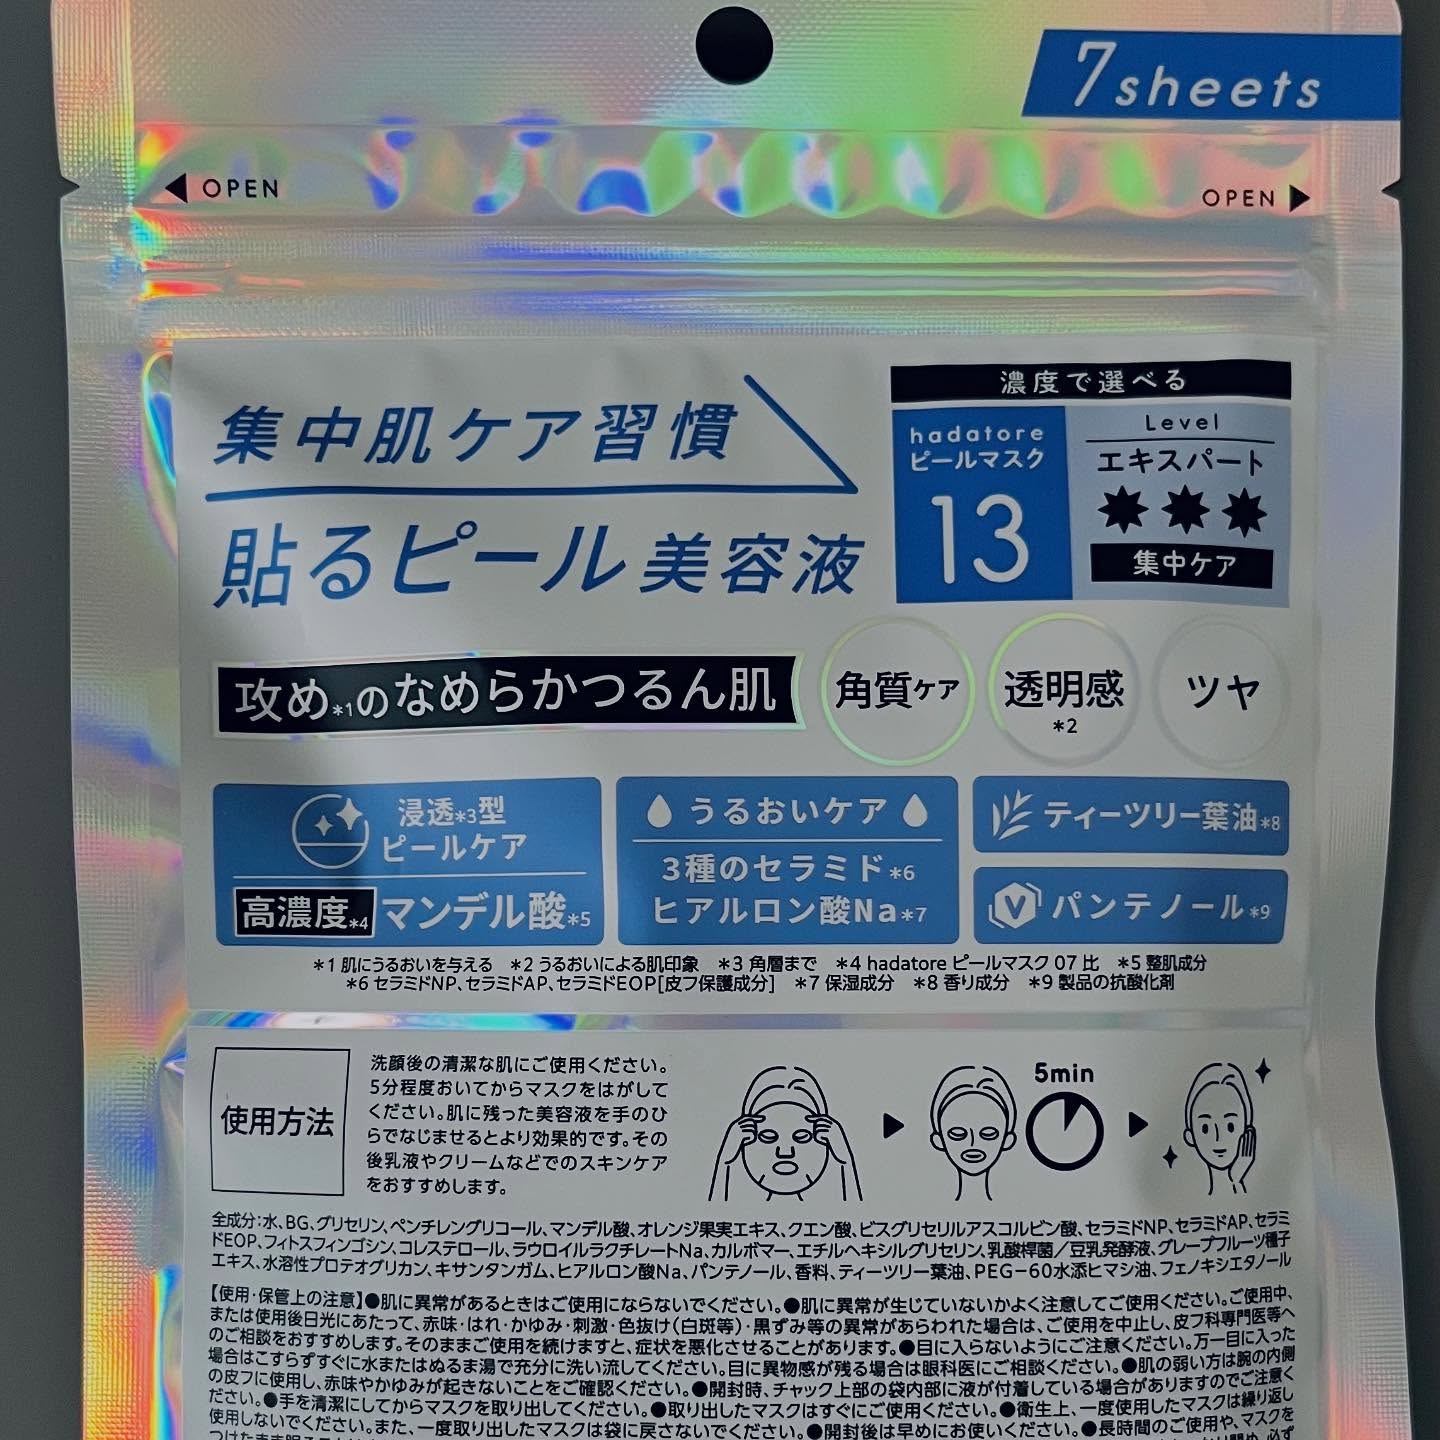 7sheets
◀ OPEN
OPEN ▶
集中肌ケア習慣
貼るピール美容液
濃度で選べる
hadatore
ピールマスク
13
Level
エキスパート
集中ケア
攻め*1のなめらかつるん肌
角質ケア
透明感
*2
ツヤ
浸透*3型
ピールケア
高濃度*4 マンデル酸*5
うるおいケア
3種のセラミド*6
ヒアルロン酸Na*7
ティーツリー葉油*8
V パンテノール*9
*1 肌にうるおいを与える *2 うるおいによる肌印象 *3 角層まで *4 hadatore ピールマスク 07 比 *5 整肌成分
*6 セラミドNP、セラミドAP、セラミドEOP[皮フ保護成分] *7 保湿成分 *8 香り成分 *9 製品の抗酸化剤
使用方法
洗顔後の清潔な肌にご使用ください。
5分程度おいてからマスクをはがして
ください。肌に残った美容液を手のひ
らでなじませるとより効果的です。その
後乳液やクリームなどでのスキンケア
をおすすめします。
5min
全成分：水、BG、グリセリン、ペンチレングリコール、マンデル酸、オレンジ果実エキス、クエン酸、ビスグリセリルアスコルビン酸、セラミドNP、セラミドAP、セラミ
ドEOP、フィトスフィンゴシン、コレステロール、ラウロイルラクチレートNa、カルボマー、エチルヘキシルグリセリン、乳酸桿菌／豆乳発酵液、グレープフルーツ種子
エキス、水溶性プロテオグリカン、キサンタンガム、ヒアルロン酸Na、パンテノール、香料、ティーツリー葉油、PEG-60水添ヒマシ油、フェノキシエタノール
【使用・保管上の注意】●肌に異常があるときはご使用にならないでください。●肌に異常が生じていないかよく注意してご使用ください。ご使用中、
または使用後日光にあたって、赤味・はれ・かゆみ・刺激・色抜け（白斑等）・黒ずみ等の異常があらわれた場合は、ご使用を中止し、皮フ科専門医等へ
のご相談をおすすめします。そのままご使用を続けますと、症状を悪化させることがあります。●目に入らないようにご注意ください。万一目に入った
場合はこすらずすぐに水またはぬるま湯で充分に洗い流してください。目に異物感が残る場合は眼科医にご相談ください。●肌の弱い方は腕の内側
の皮フに使用し、赤味やかゆみが起きないことをご確認ください。●開封時、チャック上部の袋内部に液が付着している場合がありますのでご注意く
ださい。●手を清潔にしてからマスクを取り出してください。●取り出したマスクはすぐにご使用ください。●衛生上、一度使用したマスクは繰り返し
使用しないでください。また、一度取り出したマスクは袋に戻さないでください。●開封後は早めにお使いください。●長時間のご使用や、マスクを